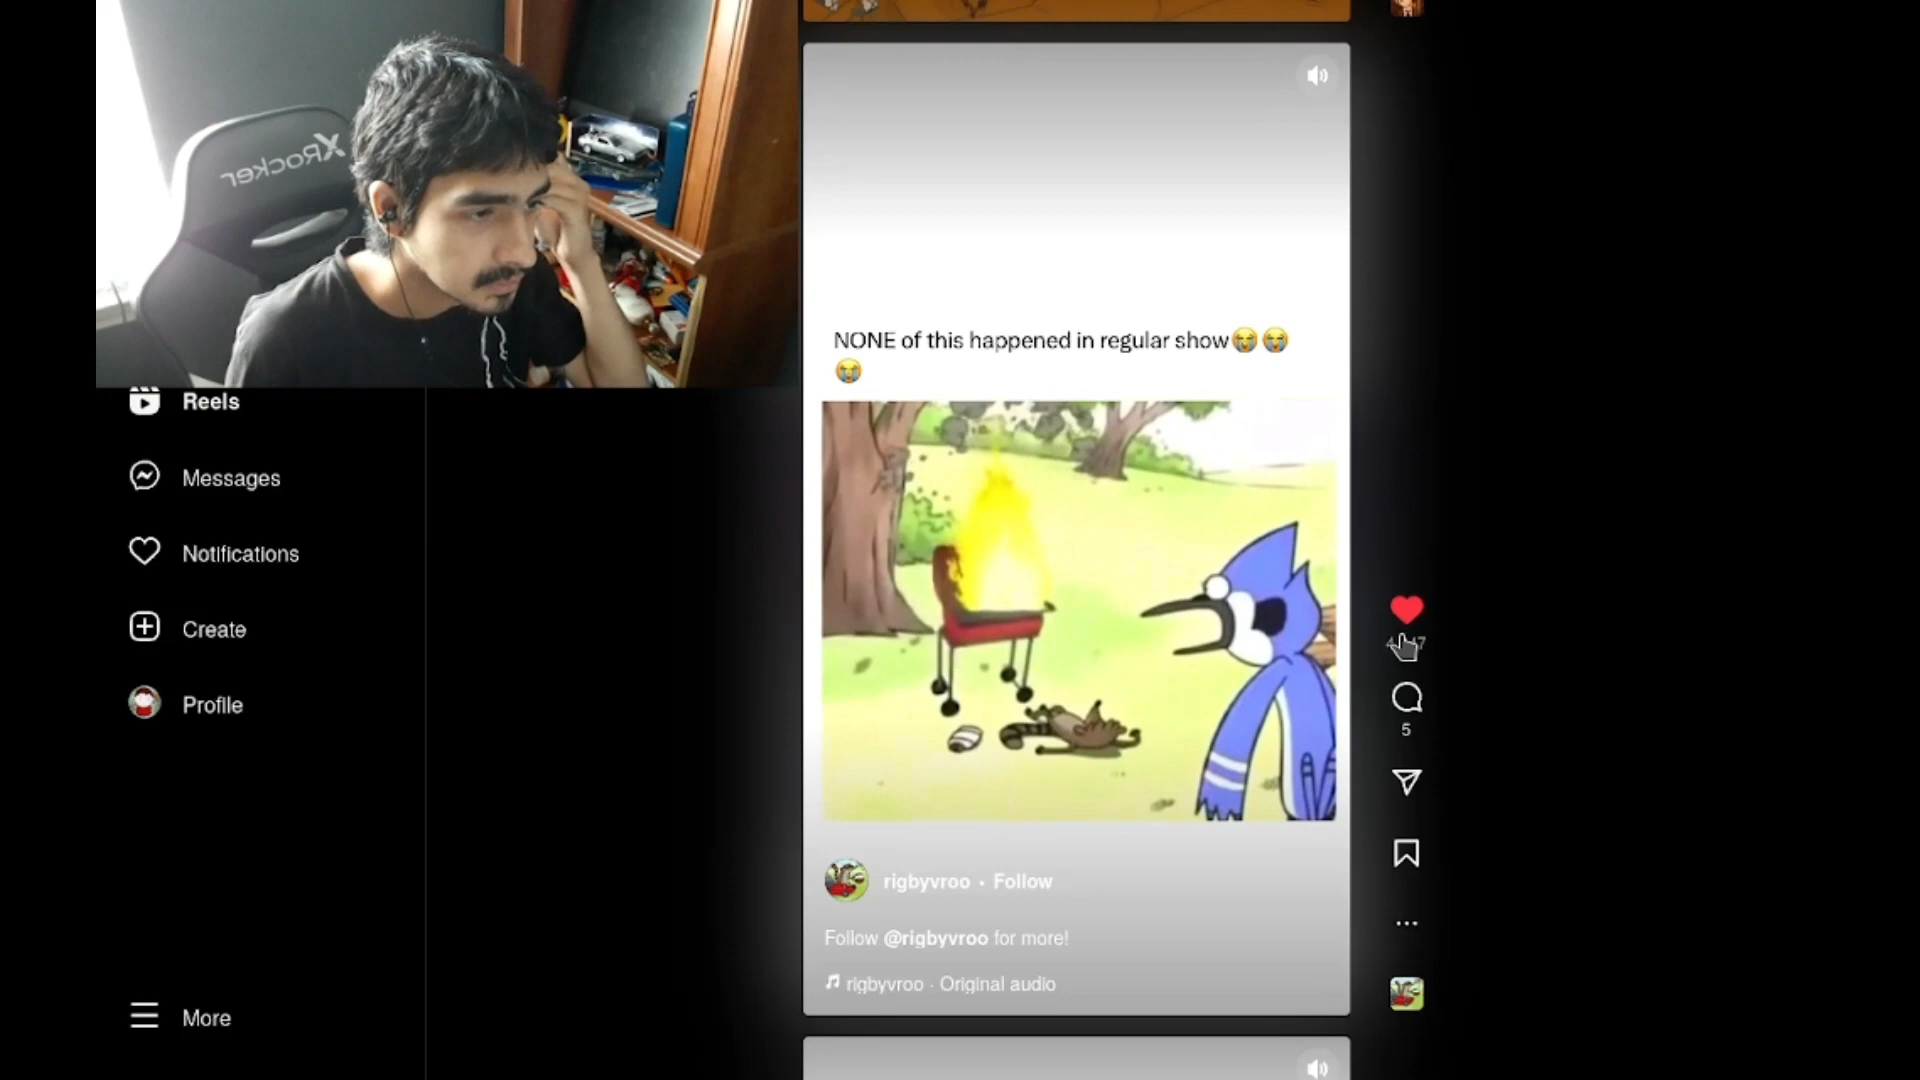 XRocker
Reels
Messages
Notifications
Create
Profile
More
NONE of this happened in regular show😭😭
😭
rigbyvroo • Follow
Follow @rigbyvroo for more!
rigbyvroo · Original audio
5